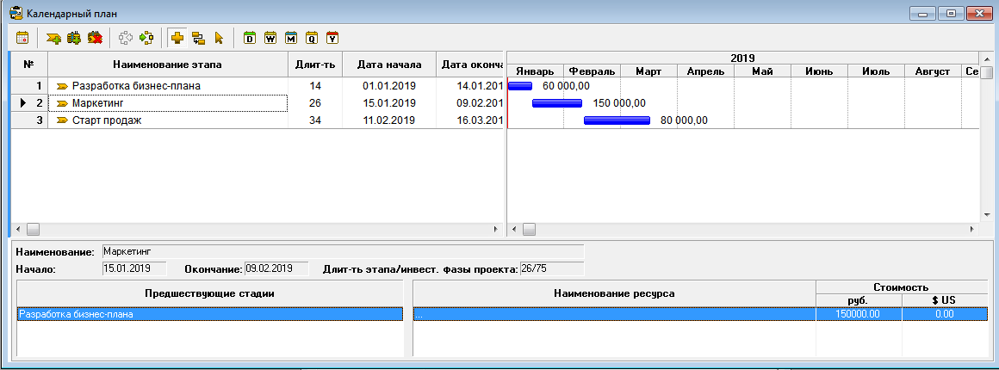 Календарный план
D W M Q Y
№ Наименование этапа Длит-ть Дата начала Дата оконча 2019
Январь Февраль Март Апрель Май Июнь Июль Август Се
1 Разработка бизнес-плана 14 01.01.2019 14.01.201 60 000,00
2 Маркетинг 26 15.01.2019 09.02.201 150 000,00
3 Старт продаж 34 11.02.2019 16.03.201 80 000,00
Наименование: Маркетинг
Начало: 15.01.2019 Окончание: 09.02.2019 Длит-ть этапа/инвест. фазы проекта: 26/75
Предшествующие стадии Наименование ресурса Стоимость
руб. $ US
Разработка бизнес-плана ... 150000.00 0.00